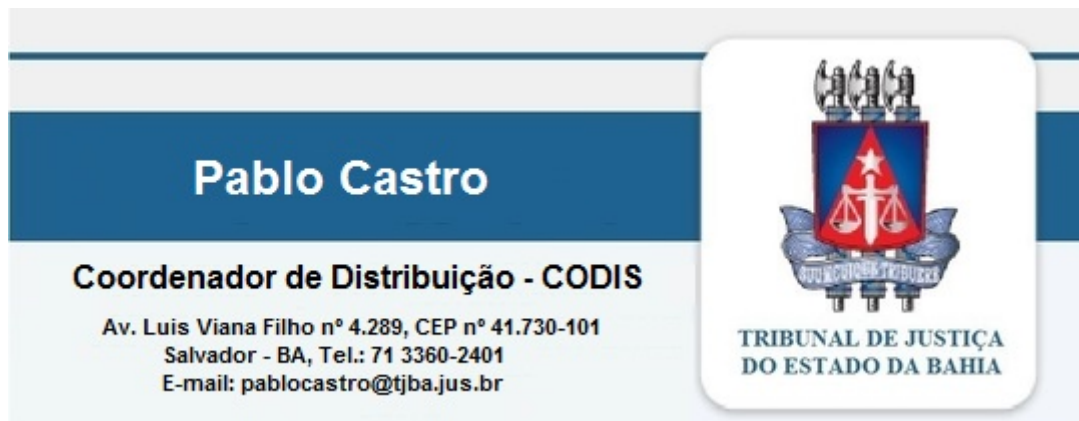 Pablo Castro
Coordenador de Distribuição - CODIS
Av. Luis Viana Filho nº 4.289, CEP nº 41.730-101
Salvador - BA, Tel.: 71 3360-2401
E-mail: pablocastro@tjba.jus.br
TRIBUNAL DE JUSTIÇA
DO ESTADO DA BAHIA